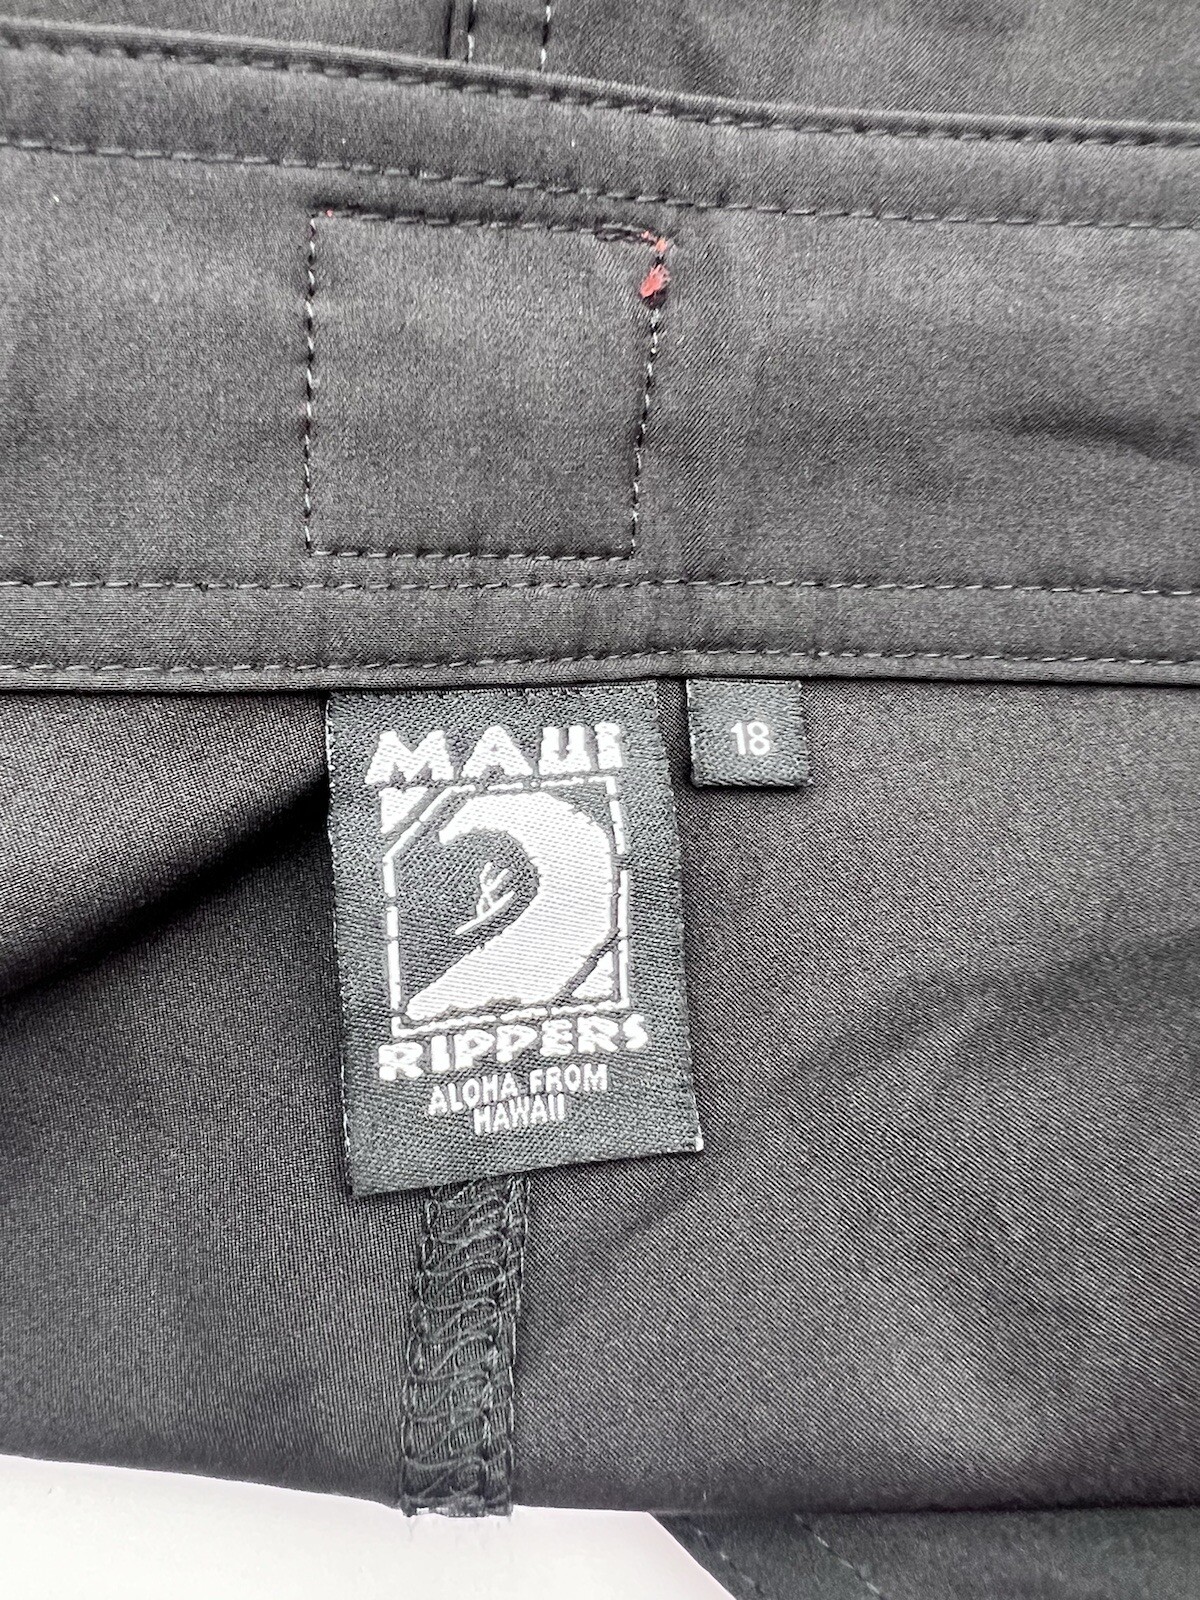 MAUI
18
RIPPERS
ALOHA FROM
HAWAII